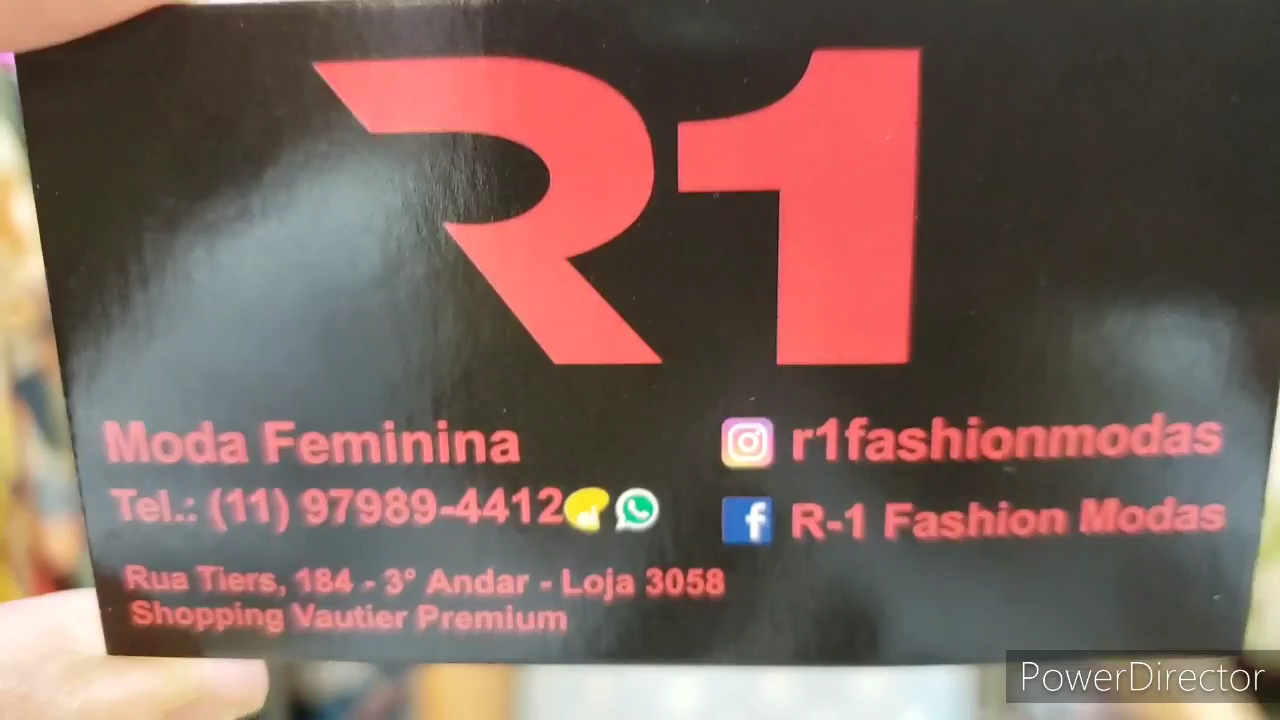 R1
Moda Feminina
Tel.: (11) 97989-4412
Rua Tiers, 184 - 3° Andar - Loja 3058
Shopping Vautier Premium
r1fashionmodas
R-1 Fashion Modas
PowerDirector